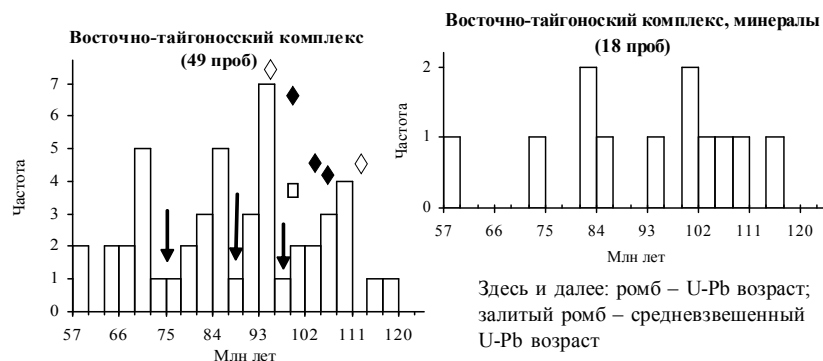 Восточно-тайгоносский комплекс
(49 проб)
Частота
7
6
5
4
3
2
1
0
57 66 75 84 93 102 111 120
Млн лет
Восточно-тайгоноский комплекс, минералы
(18 проб)
Частота
2
1
0
57 66 75 84 93 102 111 120
Млн лет
Здесь и далее: ромб – U-Pb возраст;
залитый ромб – средневзвешенный
U-Pb возраст